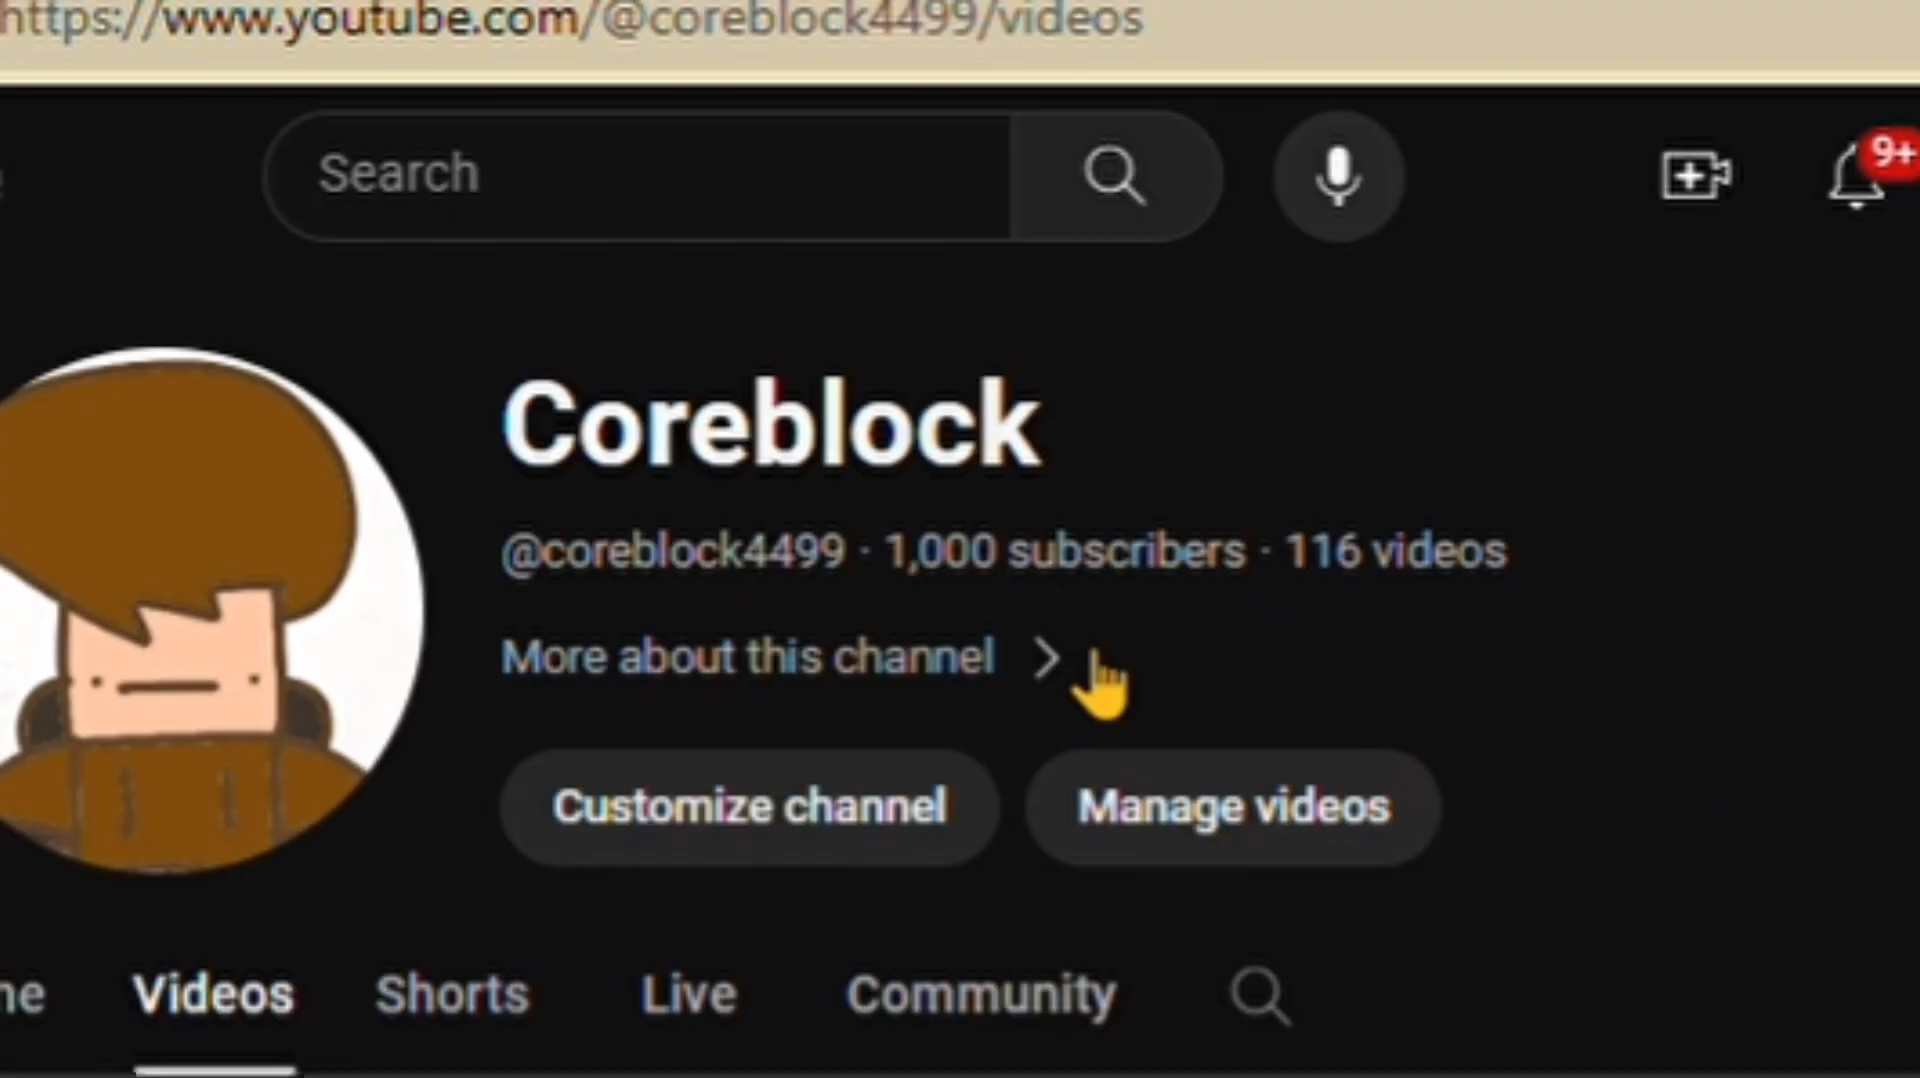 https://www.youtube.com/@coreblock4499/videos
Search
9+
Coreblock
@coreblock4499 · 1,000 subscribers · 116 videos
More about this channel
Customize channel Manage videos
Videos Shorts Live Community